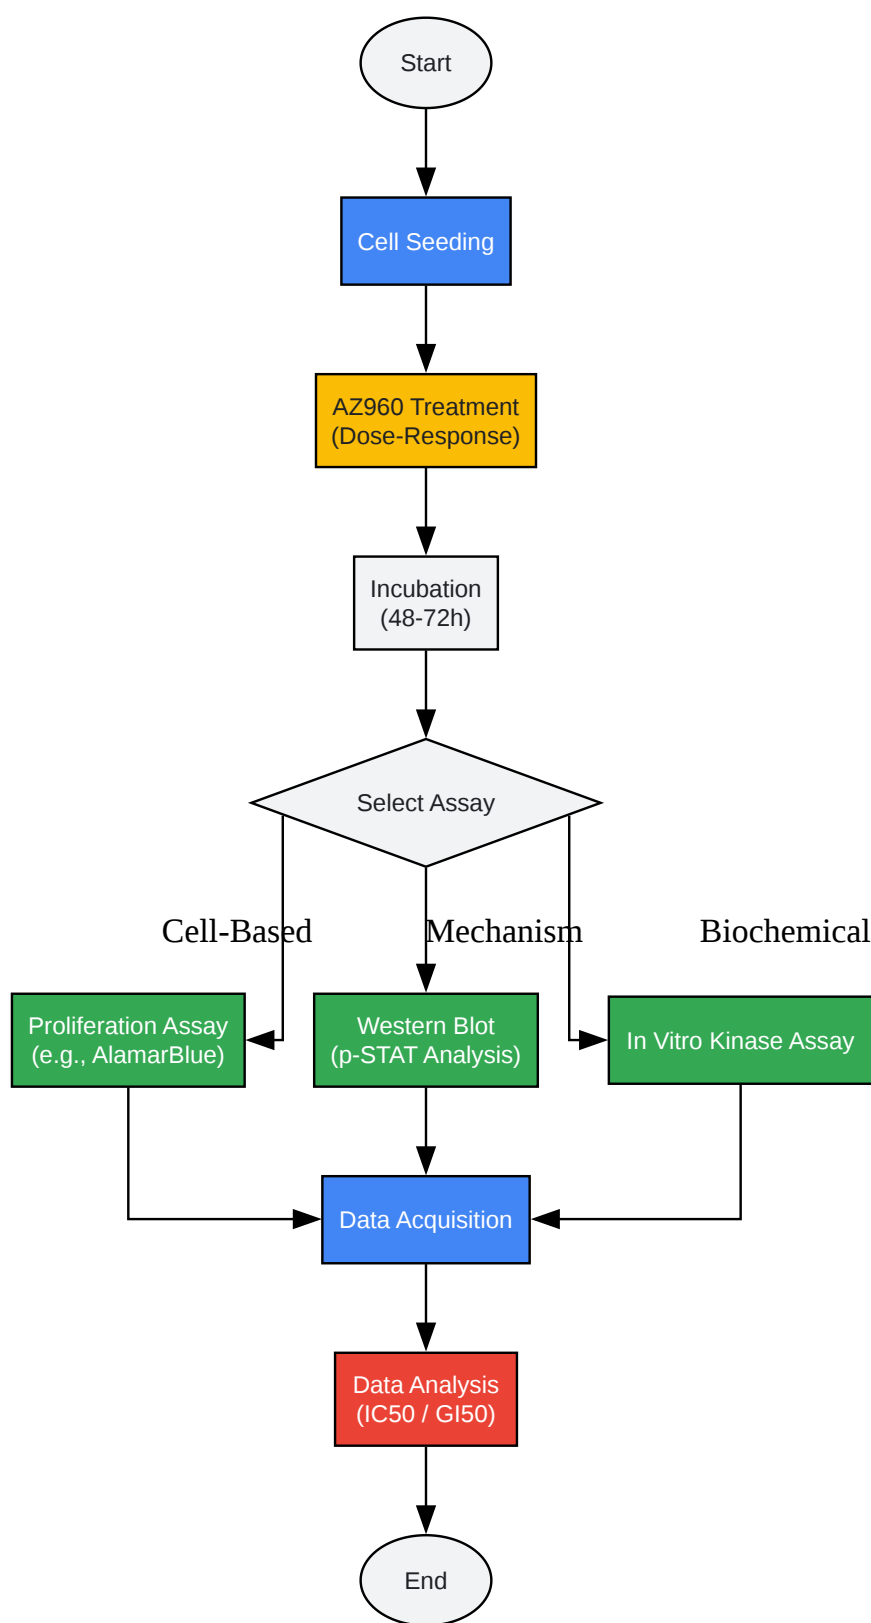 Start
Cell Seeding
AZ960 Treatment
(Dose-Response)
Incubation
(48-72h)
Select Assay
Cell-Based
Mechanism
Biochemical
Proliferation Assay
(e.g., AlamarBlue)
Western Blot
(p-STAT Analysis)
In Vitro Kinase Assay
Data Acquisition
Data Analysis
(IC50 / GI50)
End